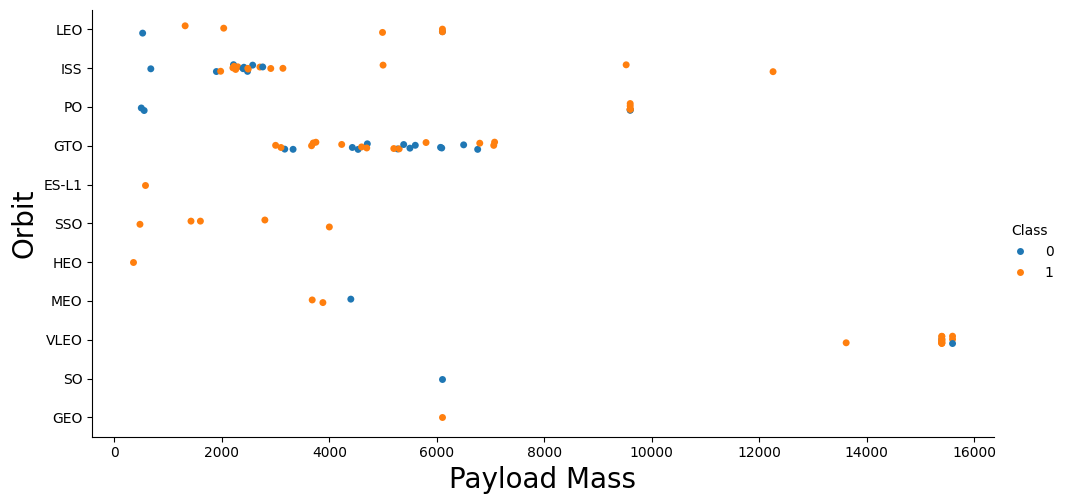 LEO
ISS
PO
GTO
ES-L1
SSO
HEO
MEO
VLEO
SO
GEO
Orbit
0 2000 4000 6000 8000 10000 12000 14000 16000
Payload Mass
Class
0
1